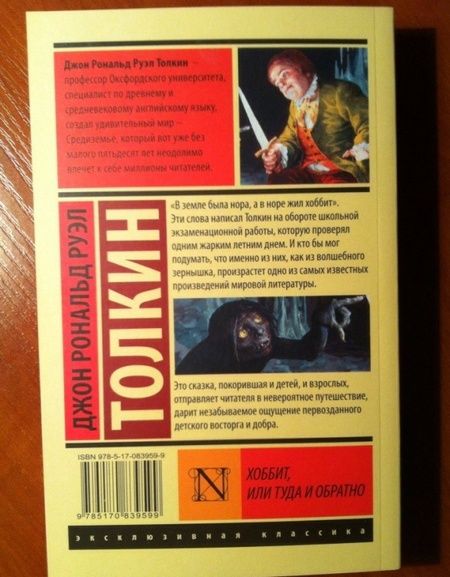 Джон Рональд Руэл Толкин –
профессор Оксфордского университета,
специалист по древнему и
средневековому английскому языку,
создал удивительный мир –
Средиземье, который вот уже без
малого пятьдесят лет неодолимо
влечет к себе миллионы читателей.
ДЖОН РОНАЛЬД РУЭЛ
ТОЛКИН
«В земле была нора, а в норе жил хоббит».
Эти слова написал Толкин на обороте школьной
экзаменационной работы, которую проверял
одним жарким летним днем. И кто бы мог
подумать, что именно из них, как из волшебного
зернышка, произрастет одно из самых известных
произведений мировой литературы.
Это сказка, покорившая и детей, и взрослых,
отправляет читателя в невероятное путешествие,
дарит незабываемое ощущение первозданного
детского восторга и добра.
ISBN 978-5-17-083959-9
9 785170 839599
N
ХОББИТ,
ИЛИ ТУДА И ОБРАТНО
эксклюзивная классика